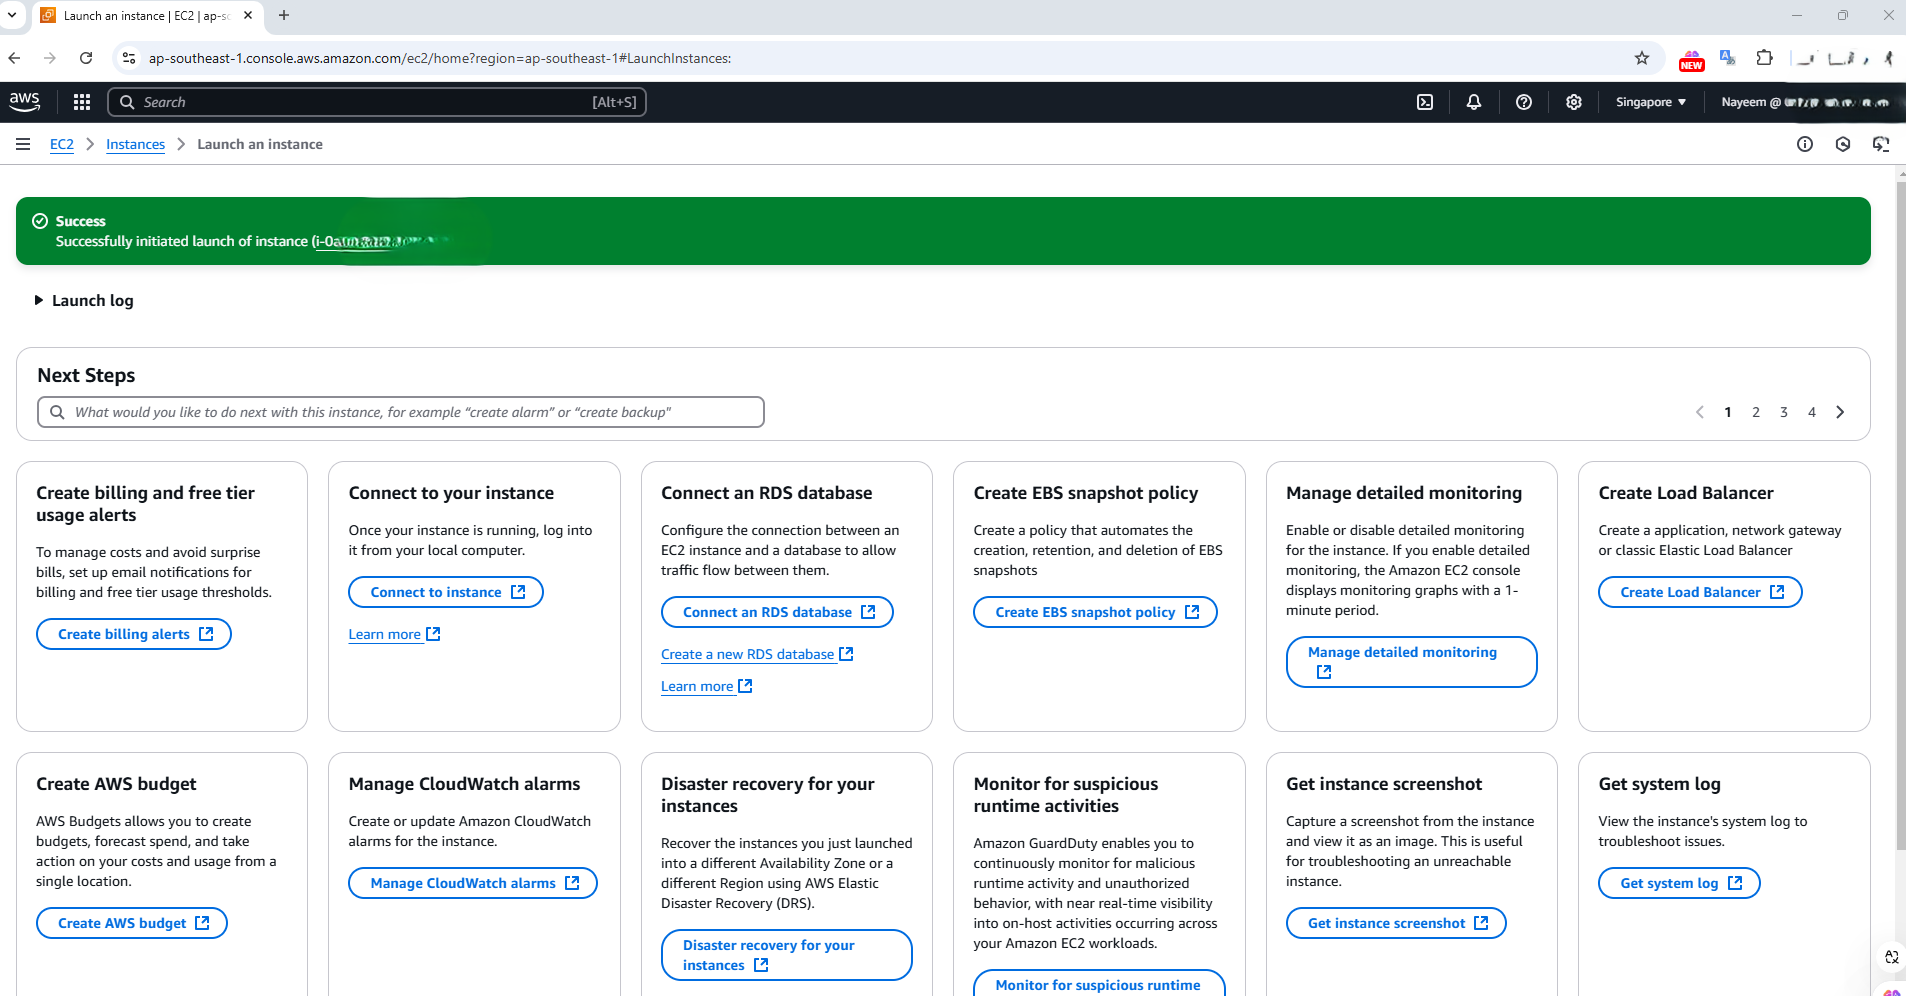 Launch an instance | EC2 | ap-so
ap-southeast-1.console.aws.amazon.com/ec2/home?region=ap-southeast-1#LaunchInstances:
NEW
aws
Search
[Alt+S]
Singapore
Nayeem @
EC2
Instances
Launch an instance
Success
Successfully initiated launch of instance (i-0a
Launch log
Next Steps
What would you like to do next with this instance, for example “create alarm” or “create backup”
1 2 3 4
Create billing and free tier
usage alerts
To manage costs and avoid surprise
bills, set up email notifications for
billing and free tier usage thresholds.
Create billing alerts
Connect to your instance
Once your instance is running, log into
it from your local computer.
Connect to instance
Learn more
Connect an RDS database
Configure the connection between an
EC2 instance and a database to allow
traffic flow between them.
Connect an RDS database
Create a new RDS database
Learn more
Create EBS snapshot policy
Create a policy that automates the
creation, retention, and deletion of EBS
snapshots
Create EBS snapshot policy
Manage detailed monitoring
Enable or disable detailed monitoring
for the instance. If you enable detailed
monitoring, the Amazon EC2 console
displays monitoring graphs with a 1-
minute period.
Manage detailed monitoring
Create Load Balancer
Create a application, network gateway
or classic Elastic Load Balancer
Create Load Balancer
Create AWS budget
AWS Budgets allows you to create
budgets, forecast spend, and take
action on your costs and usage from a
single location.
Create AWS budget
Manage CloudWatch alarms
Create or update Amazon CloudWatch
alarms for the instance.
Manage CloudWatch alarms
Disaster recovery for your
instances
Recover the instances you just launched
into a different Availability Zone or a
different Region using AWS Elastic
Disaster Recovery (DRS).
Disaster recovery for your
instances
Monitor for suspicious
runtime activities
Amazon GuardDuty enables you to
continuously monitor for malicious
runtime activity and unauthorized
behavior, with near real-time visibility
into on-host activities occurring across
your Amazon EC2 workloads.
Monitor for suspicious runtime
Get instance screenshot
Capture a screenshot from the instance
and view it as an image. This is useful
for troubleshooting an unreachable
instance.
Get instance screenshot
Get system log
View the instance's system log to
troubleshoot issues.
Get system log